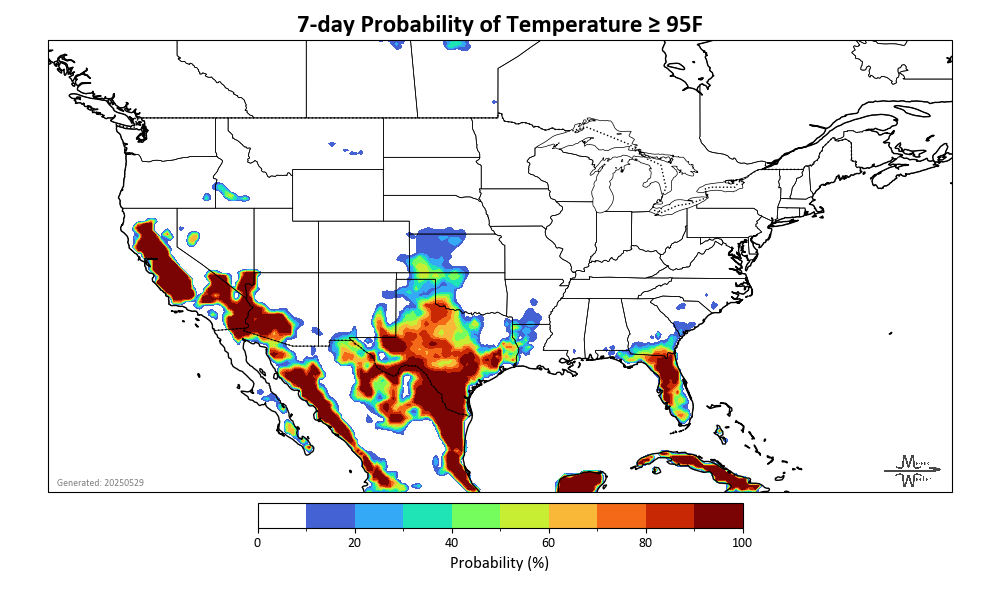 7-day Probability of Temperature ≥ 95F
Generated: 20250529
0 20 40 60 80 100
Probability (%)